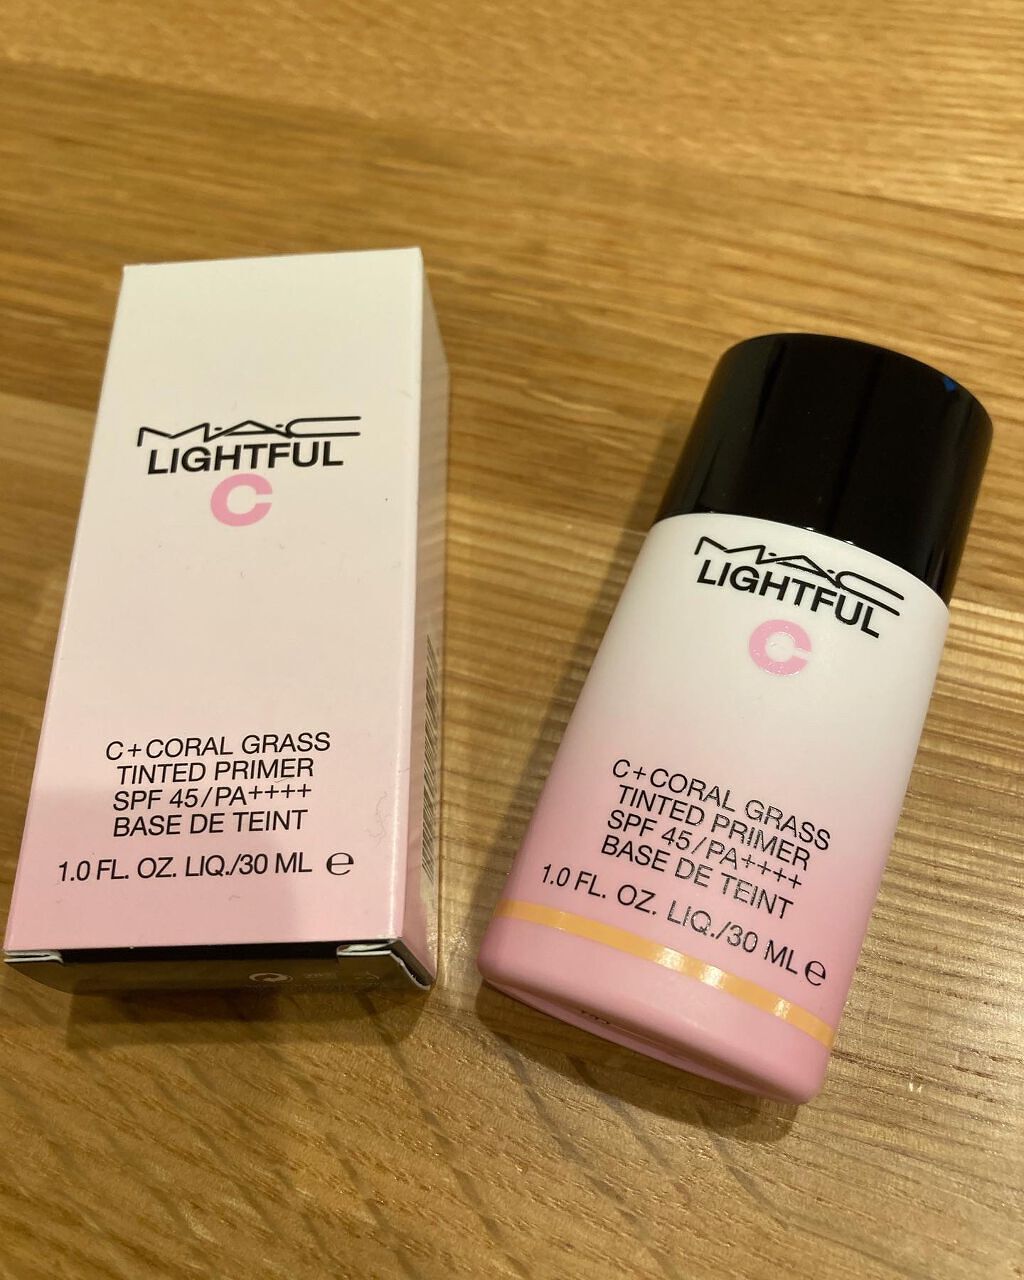 M·A·C
LIGHTFUL
C
C+CORAL GRASS
TINTED PRIMER
SPF 45/PA++++
BASE DE TEINT
1.0 FL. OZ. LIQ./30 ML ℮
M·A·C
LIGHTFUL
C
C+CORAL GRASS
TINTED PRIMER
SPF 45/PA++++
BASE DE TEINT
1.0 FL. OZ. LIQ./30 ML ℮